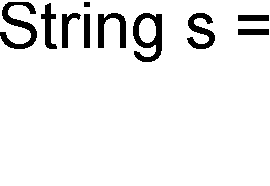 String s =